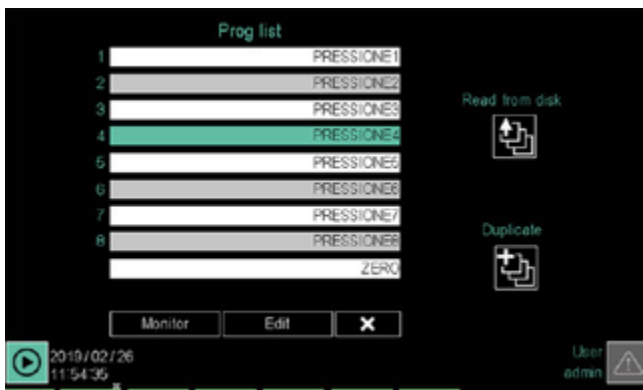 Prog list
1 PRESSIONE1
2 PRESSIONE2
3 PRESSIONE3
4 PRESSIONE4
5 PRESSIONE5
6 PRESSIONE6
7 PRESSIONE7
8 PRESSIONE8
ZERO
Read from disk
Duplicate
Monitor
Edit
2019/02/26
11:54:35
User
admin